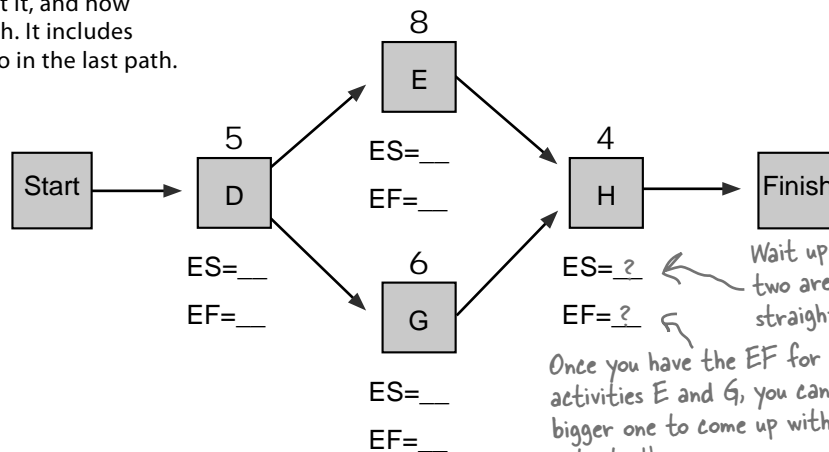 t it, and how
h. It includes
o in the last path.
8
E
5
4
ES=__
Start
D
H
Finish
EF=__
ES=__
6
ES=?
Wait up
two are
EF=__
G
EF=?
straigh
Once you have the EF for
ES=__
activities E and G, you can
EF=__
bigger one to come up with